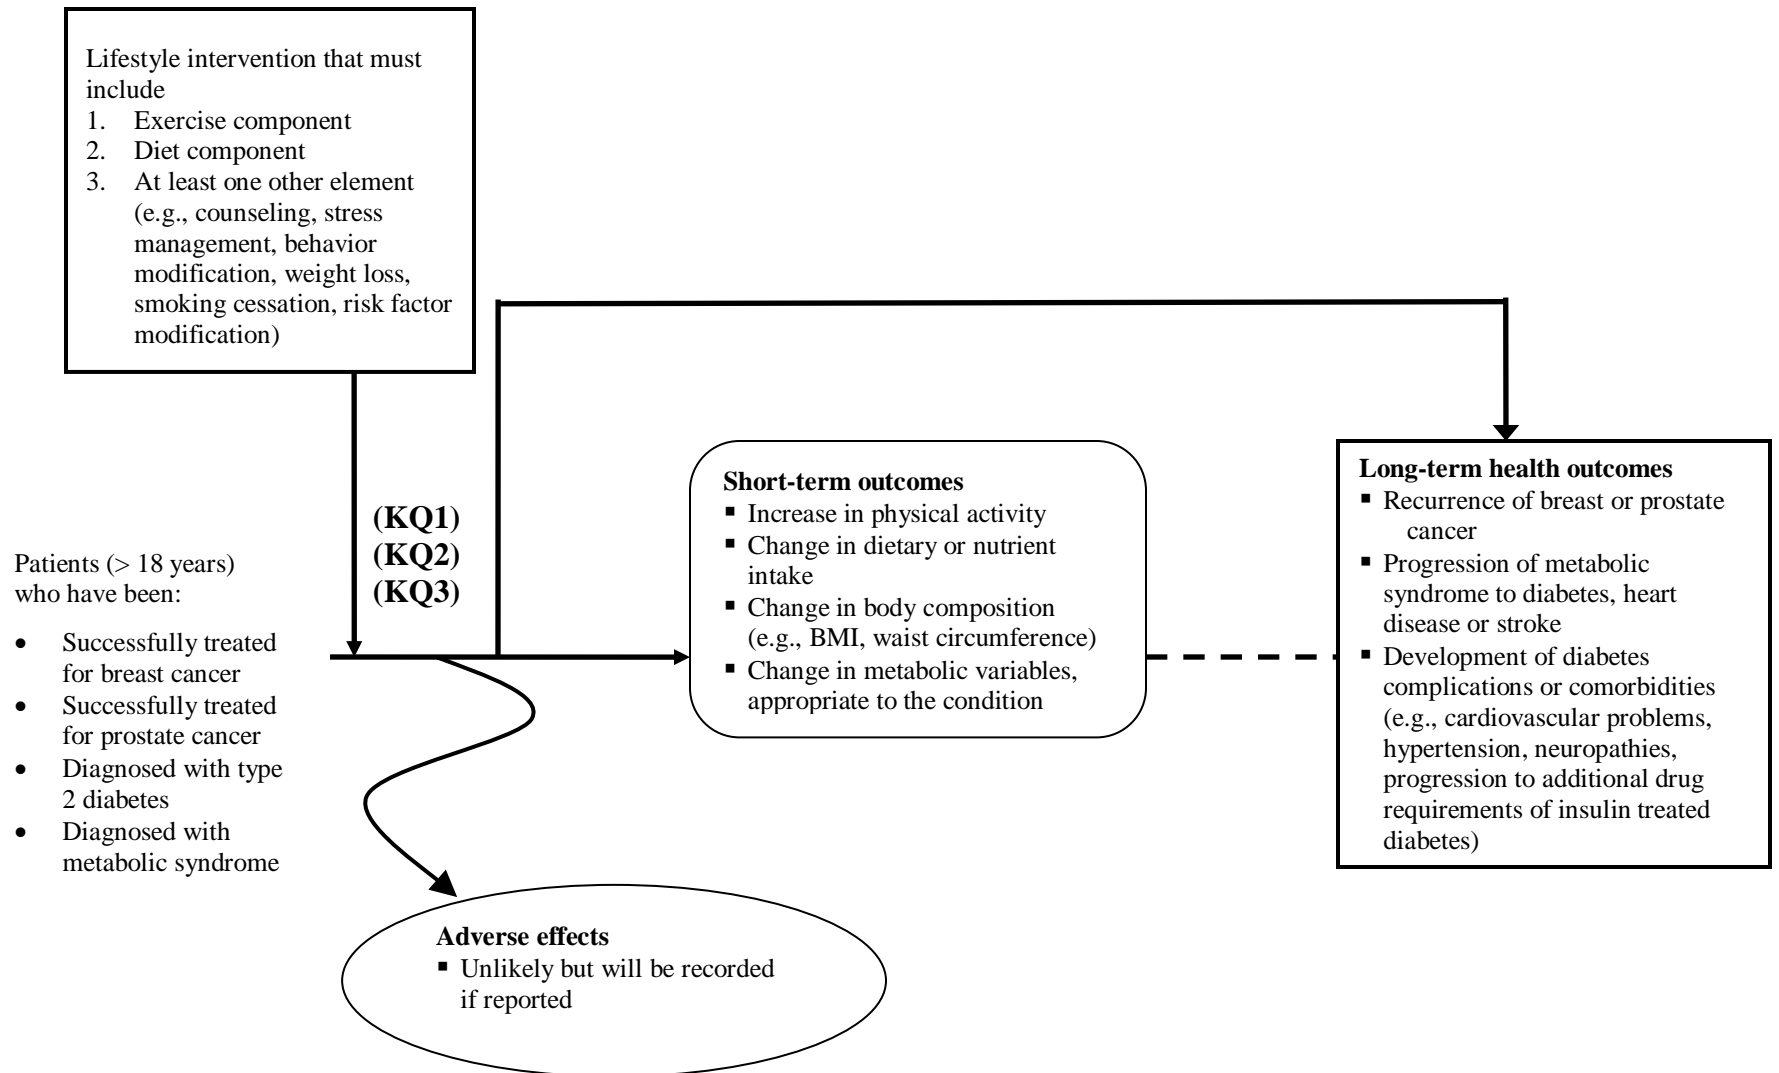 Lifestyle intervention that must
include
1. Exercise component
2. Diet component
3. At least one other element
(e.g., counseling, stress
management, behavior
modification, weight loss,
smoking cessation, risk factor
modification)
(KQ1)
(KQ2)
(KQ3)
Patients (> 18 years)
who have been:
• Successfully treated
for breast cancer
• Successfully treated
for prostate cancer
• Diagnosed with type
2 diabetes
• Diagnosed with
metabolic syndrome
Short-term outcomes
▪ Increase in physical activity
▪ Change in dietary or nutrient
intake
▪ Change in body composition
(e.g., BMI, waist circumference)
▪ Change in metabolic variables,
appropriate to the condition
Long-term health outcomes
▪ Recurrence of breast or prostate
cancer
▪ Progression of metabolic
syndrome to diabetes, heart
disease or stroke
▪ Development of diabetes
complications or comorbidities
(e.g., cardiovascular problems,
hypertension, neuropathies,
progression to additional drug
requirements of insulin treated
diabetes)
Adverse effects
▪ Unlikely but will be recorded
if reported